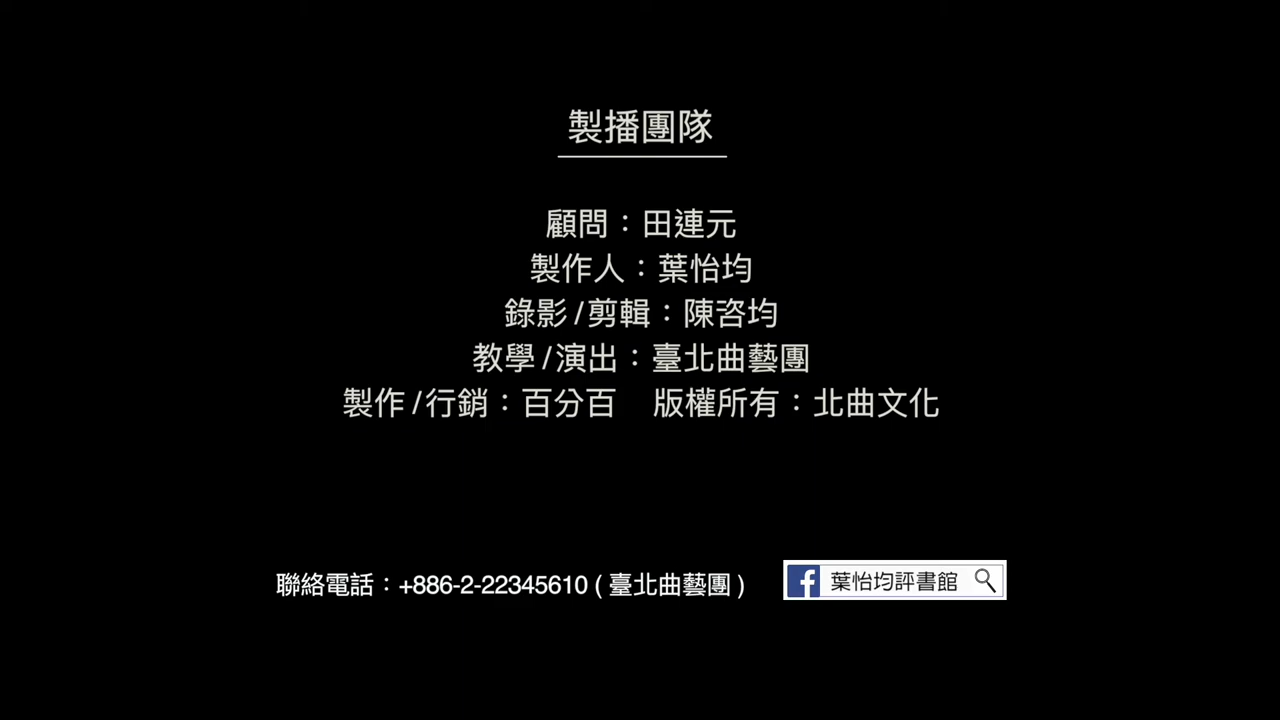 製播團隊
顧問：田連元
製作人：葉怡均
錄影/剪輯：陳咨均
教學/演出：臺北曲藝團
製作/行銷：百分百　版權所有：北曲文化
聯絡電話：+886-2-22345610 ( 臺北曲藝團 )
葉怡均評書館